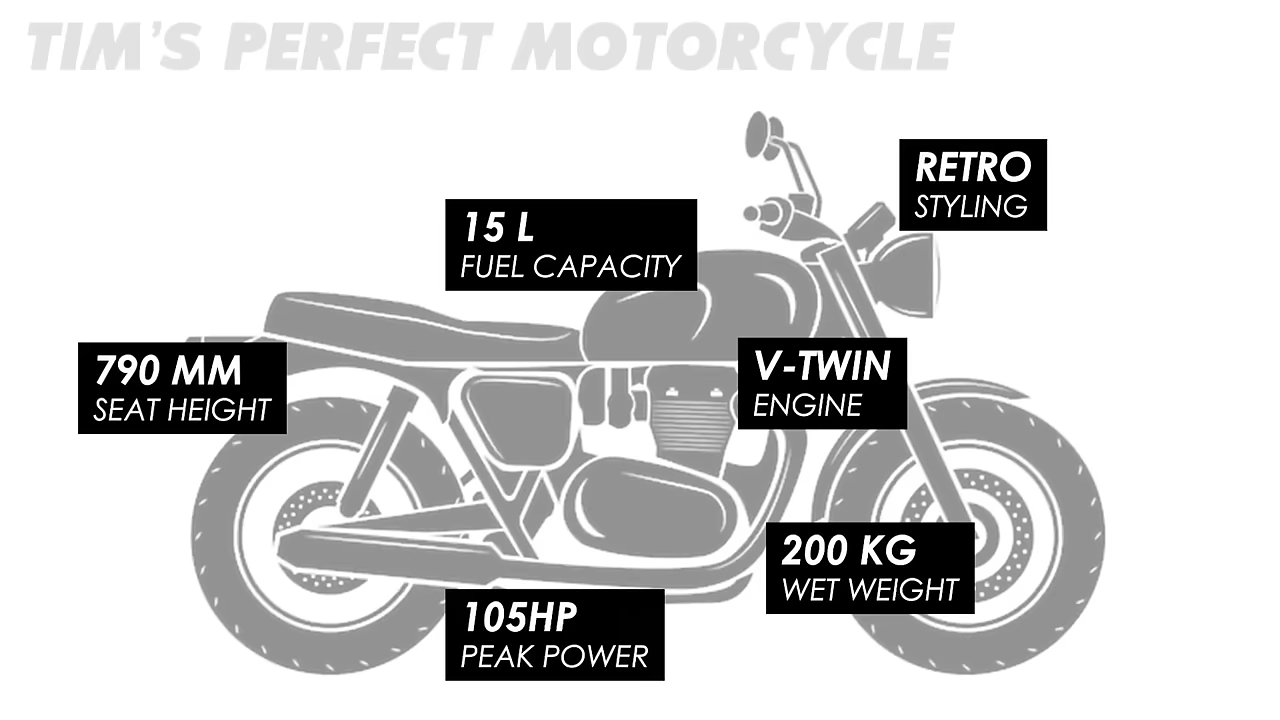 TIM'S PERFECT MOTORCYCLE
RETRO
STYLING
15 L
FUEL CAPACITY
790 MM
SEAT HEIGHT
V-TWIN
ENGINE
200 KG
WET WEIGHT
105HP
PEAK POWER